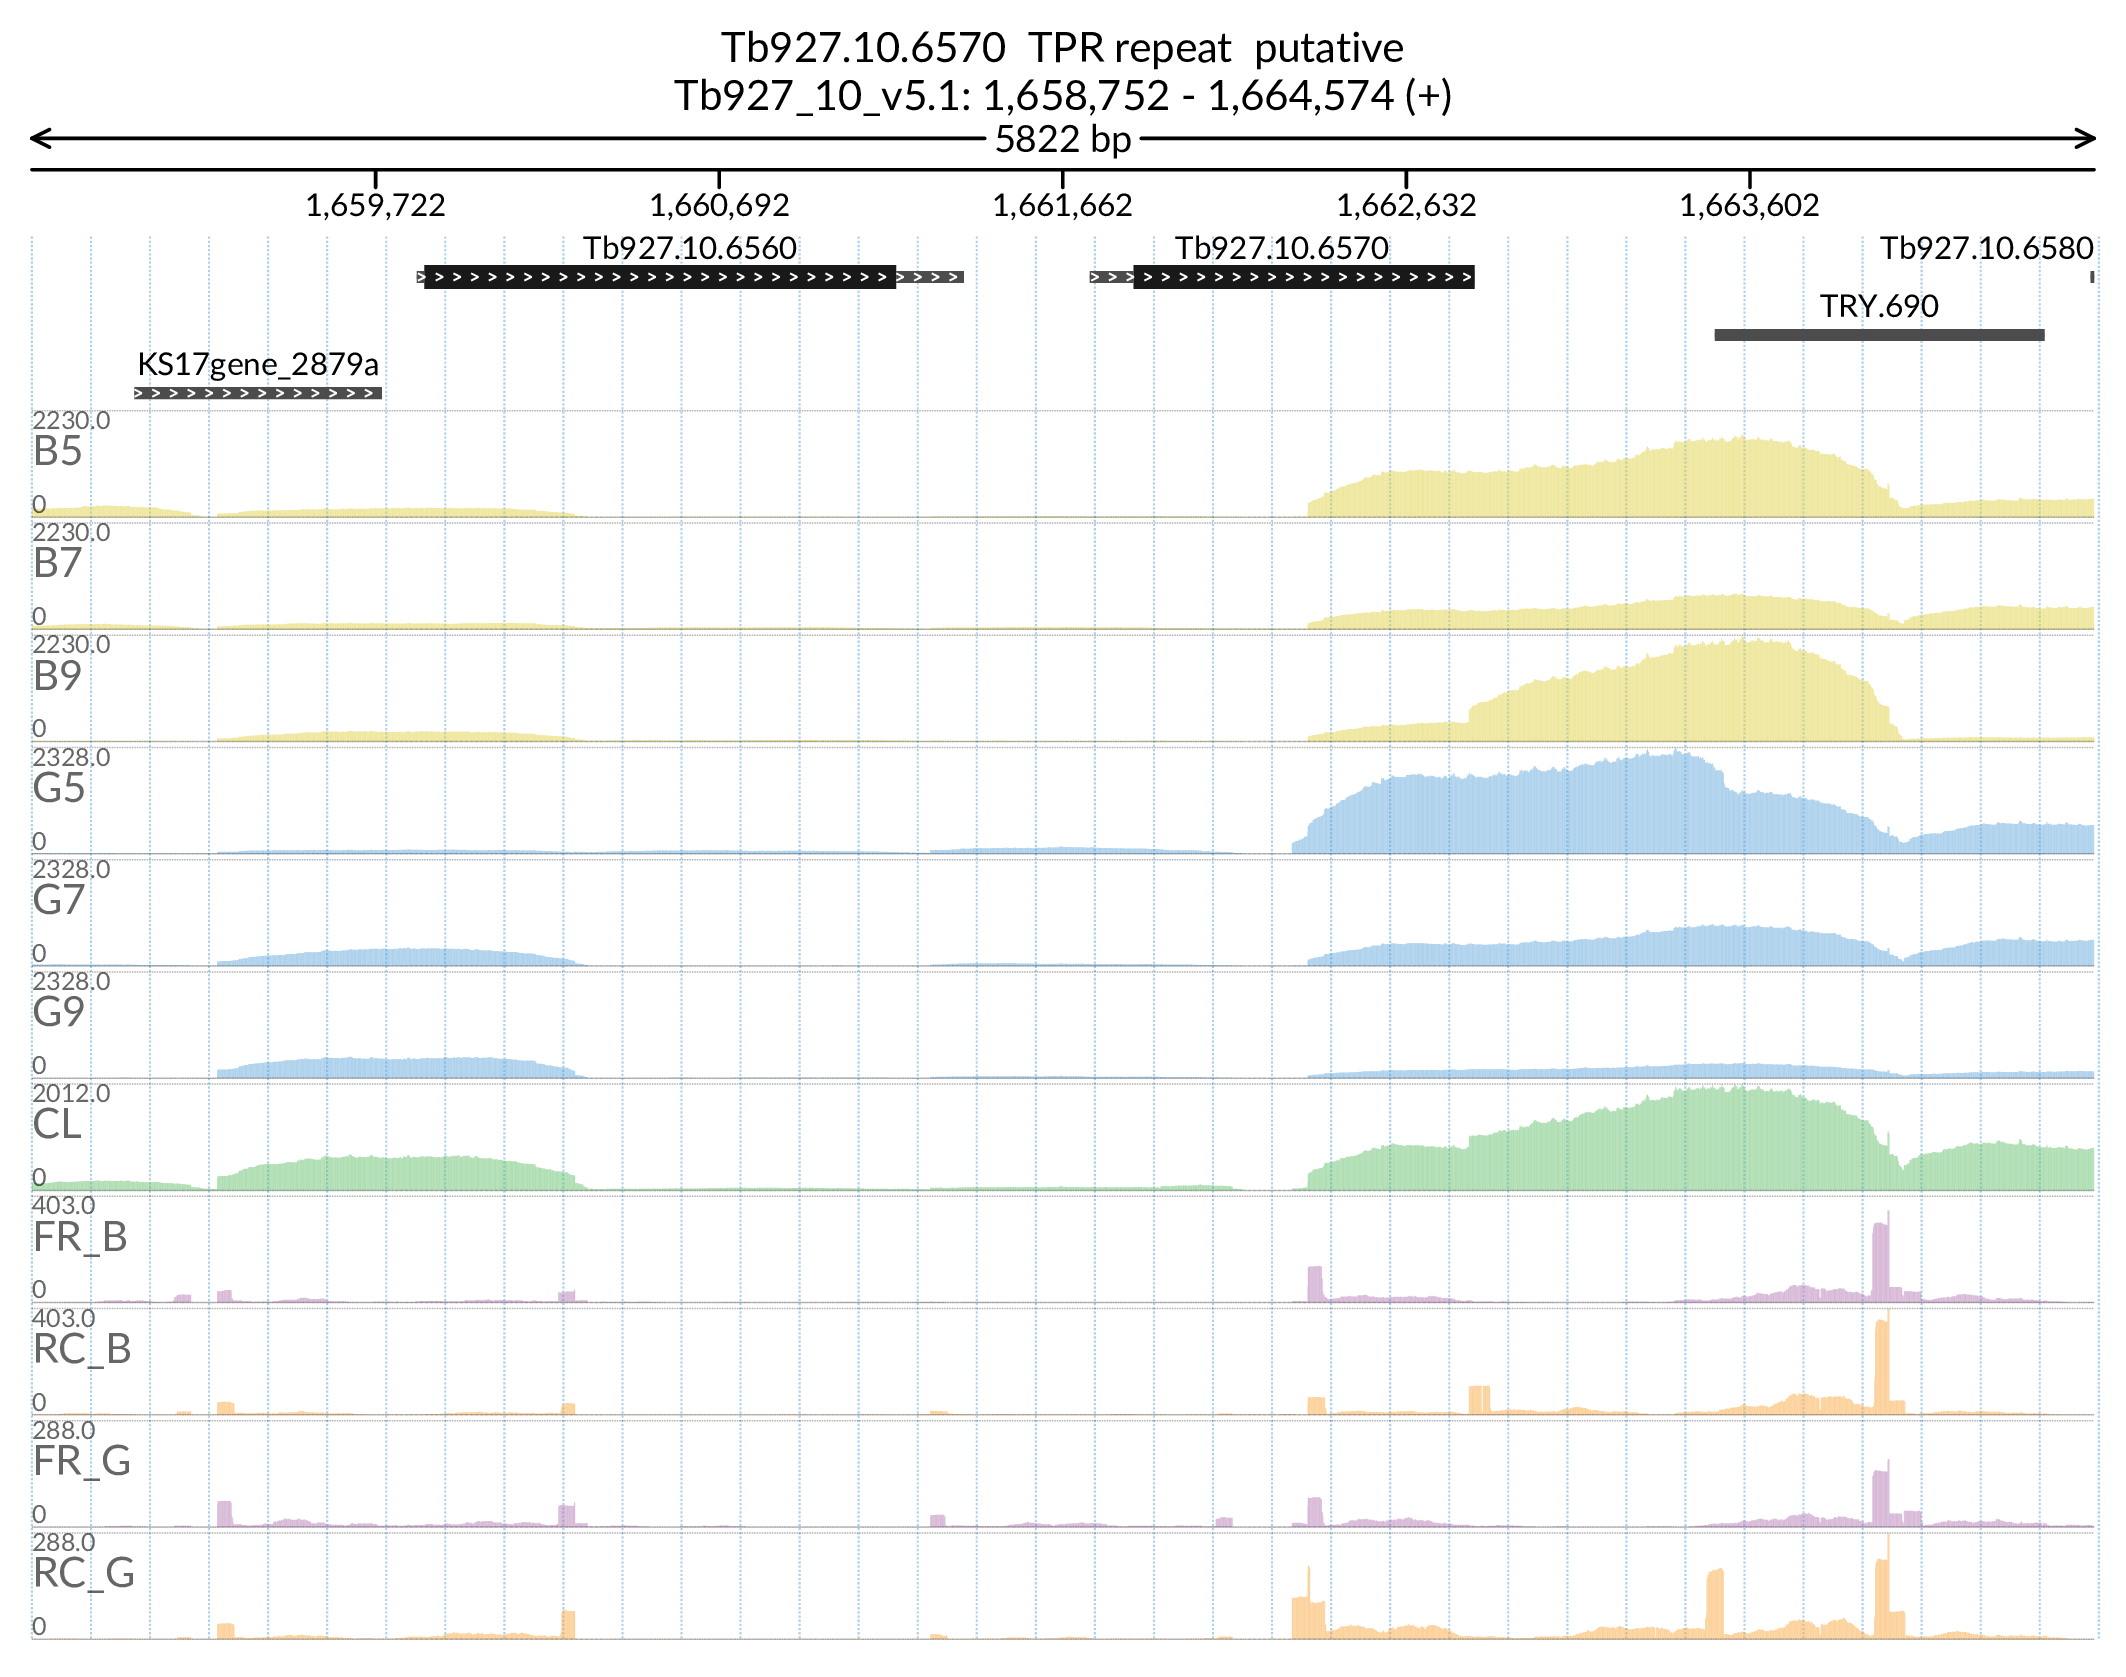 Tb927.10.6570 TPR repeat putative
Tb927_10_v5.1: 1,658,752 - 1,664,574 (+)
5822 bp
1,659,722 1,660,692 1,661,662 1,662,632 1,663,602
Tb927.10.6560 Tb927.10.6570 Tb927.10.6580
TRY.690
KS17gene_2879a
2230.0
B5
0
2230.0
B7
0
2230.0
B9
0
2328.0
G5
0
2328.0
G7
0
2328.0
G9
0
2012.0
CL
0
403.0
FR_B
0
403.0
RC_B
0
288.0
FR_G
0
288.0
RC_G
0